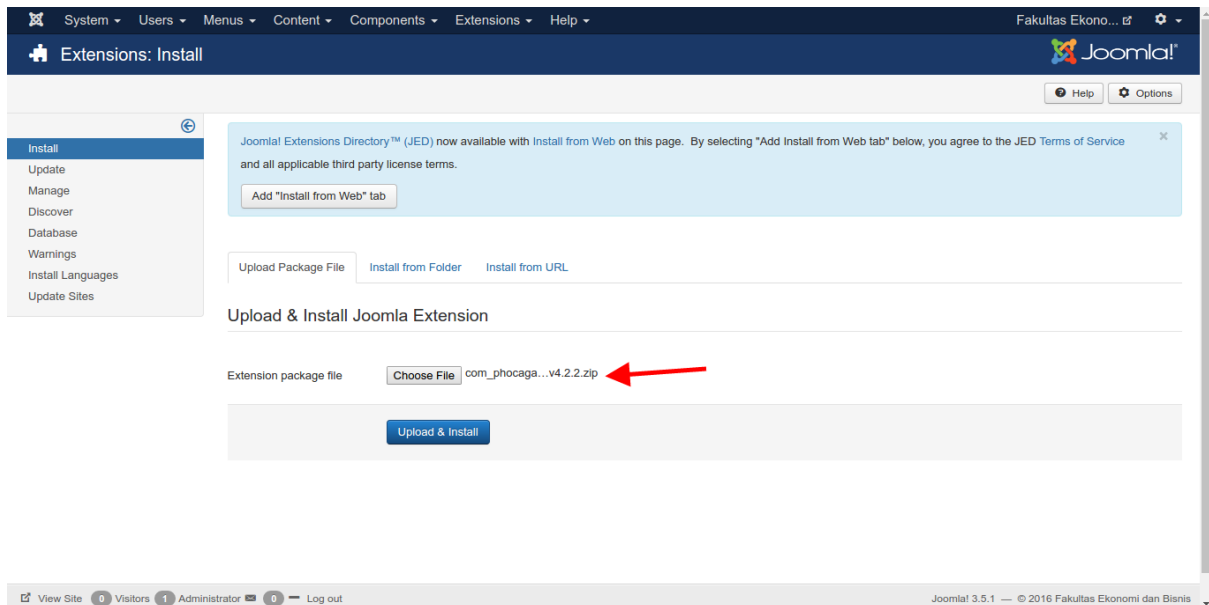 System Users Menus Content Components Extensions Help Fakultas Ekono...
Extensions: Install Joomla!®
Help Options
Install
Update
Manage
Discover
Database
Warnings
Install Languages
Update Sites
Joomla! Extensions Directory™ (JED) now available with Install from Web on this page. By selecting "Add Install from Web tab" below, you agree to the JED Terms of Service
and all applicable third party license terms.
×
Add "Install from Web" tab
Upload Package File Install from Folder Install from URL
Upload & Install Joomla Extension
Extension package file Choose File com_phocaga...v4.2.2.zip
Upload & Install
View Site 0 Visitors 1 Administrator 0 Log out Joomla! 3.5.1 — © 2016 Fakultas Ekonomi dan Bisnis